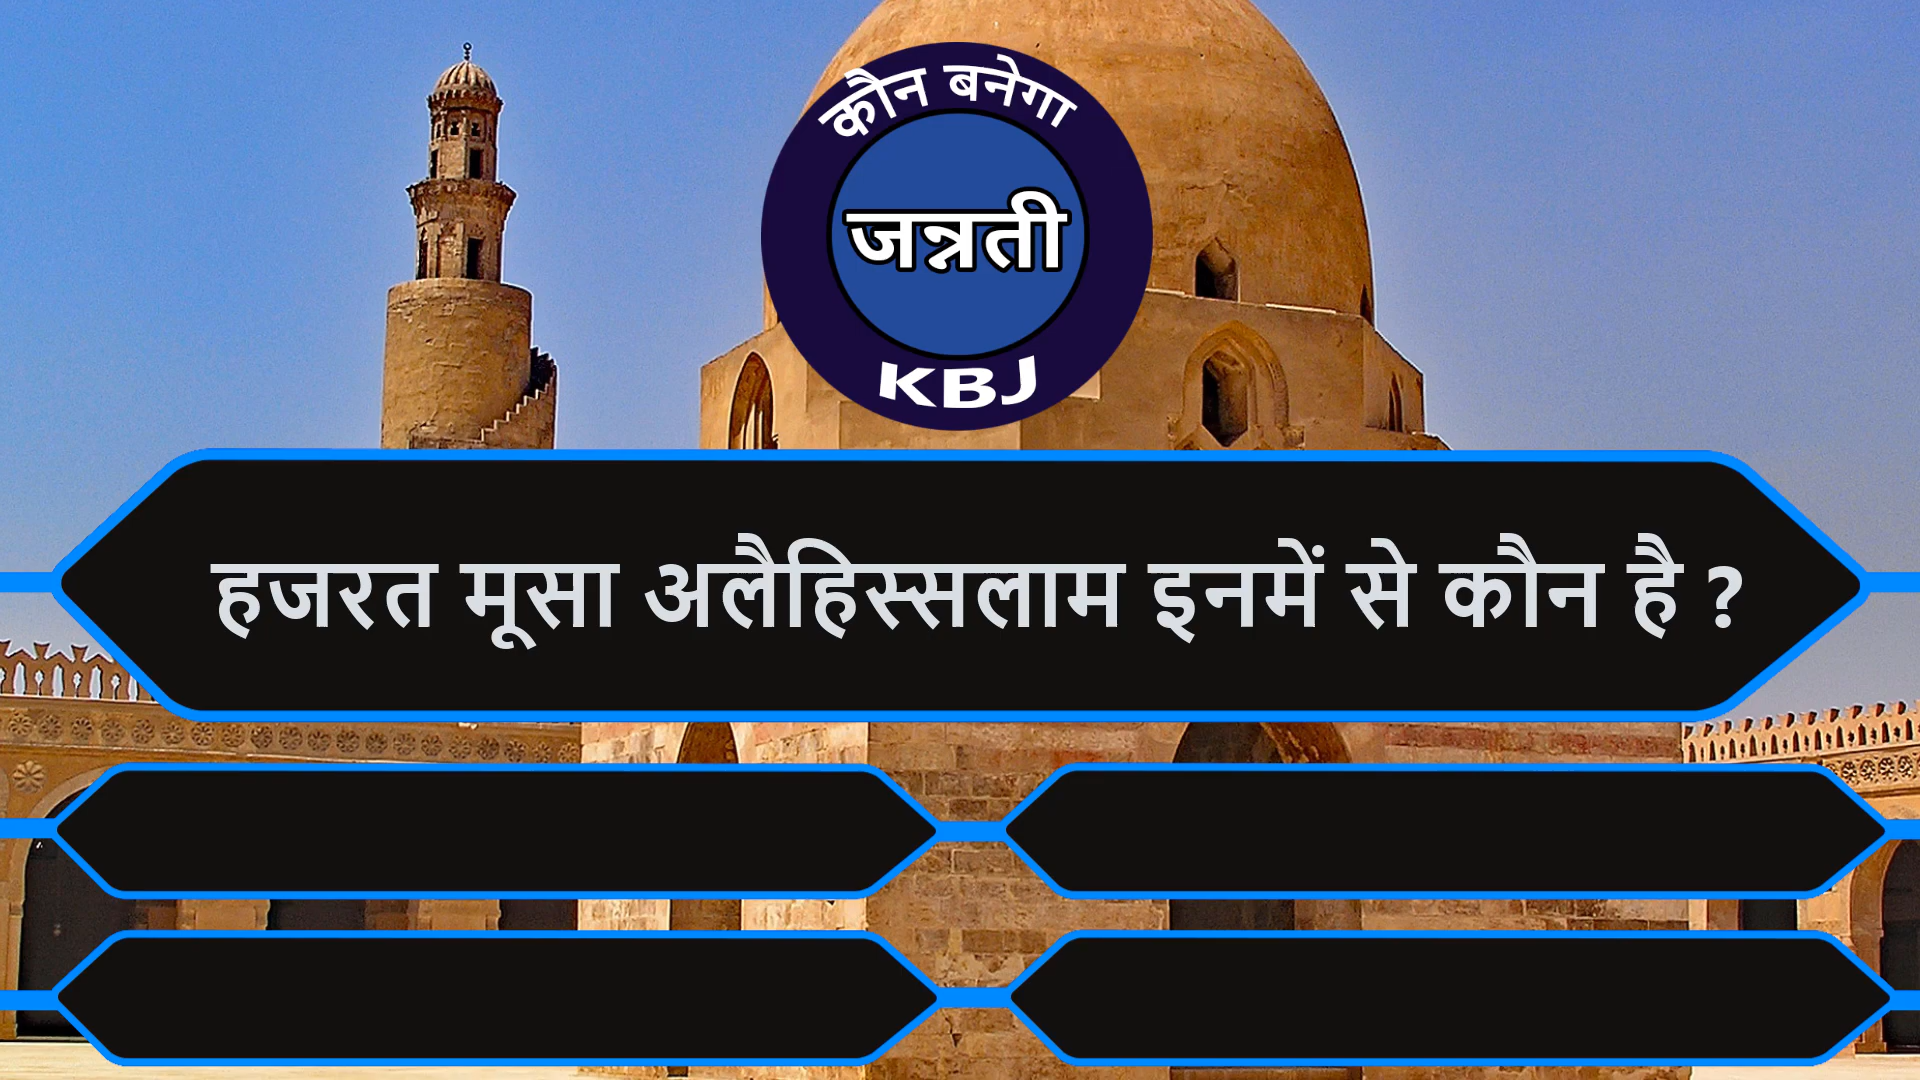 कौन बनेगा
जन्नती
KBJ
हजरत मूसा अलैहिस्सलाम इनमें से कौन है ?